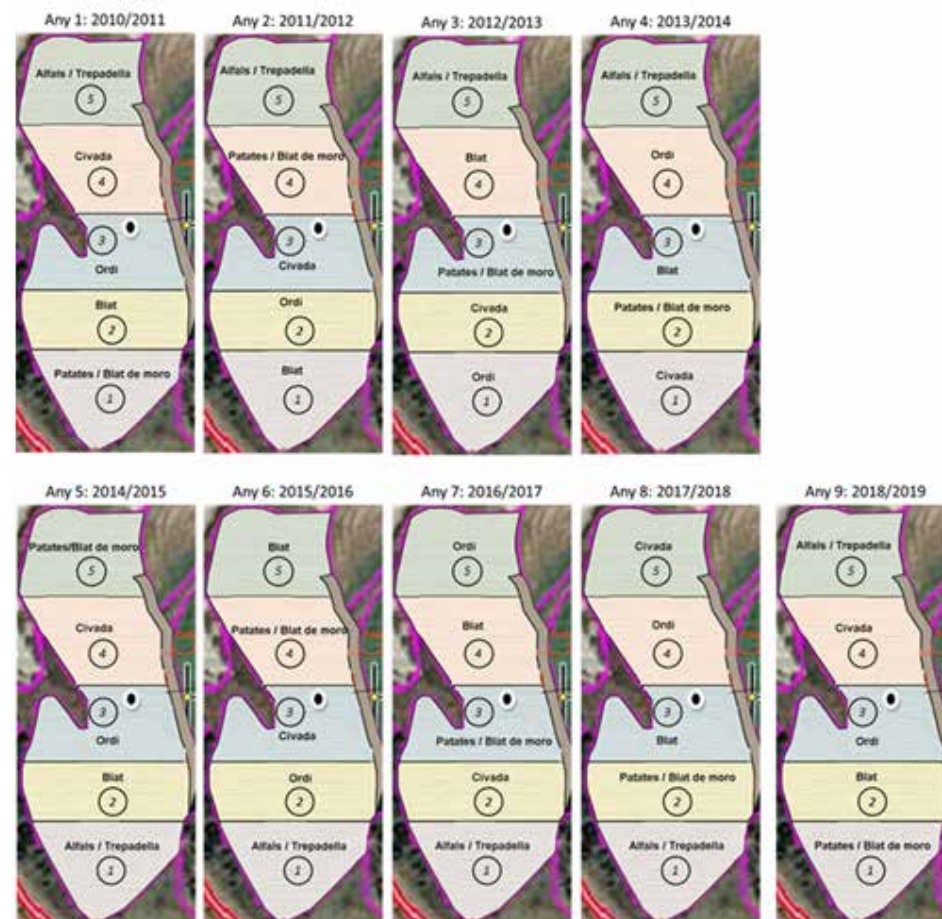 Any 1: 2010/2011
Alfals / Trepadella
5
Civada
4
3
Ordi
Blat
2
Patates / Blat de moro
1
Any 2: 2011/2012
Alfals / Trepadella
5
Patates / Blat de moro
4
3
Civada
Ordi
2
Blat
1
Any 3: 2012/2013
Alfals / Trepadella
5
Blat
4
3
Patates / Blat de moro
Civada
2
Ordi
1
Any 4: 2013/2014
Alfals / Trepadella
5
Ordi
4
3
Blat
Patates / Blat de moro
2
Civada
1
Any 5: 2014/2015
Patates/Blat de moro
5
Civada
4
3
Ordi
Blat
2
Alfals / Trepadella
1
Any 6: 2015/2016
Blat
5
Patates / Blat de moro
4
3
Civada
Ordi
2
Alfals / Trepadella
1
Any 7: 2016/2017
Ordi
5
Blat
4
3
Patates / Blat de moro
Civada
2
Alfals / Trepadella
1
Any 8: 2017/2018
Civada
5
Ordi
4
3
Blat
Patates / Blat de moro
2
Alfals / Trepadella
1
Any 9: 2018/2019
Alfals / Trepadella
5
Civada
4
3
Ordi
Blat
2
Patates / Blat de moro
1